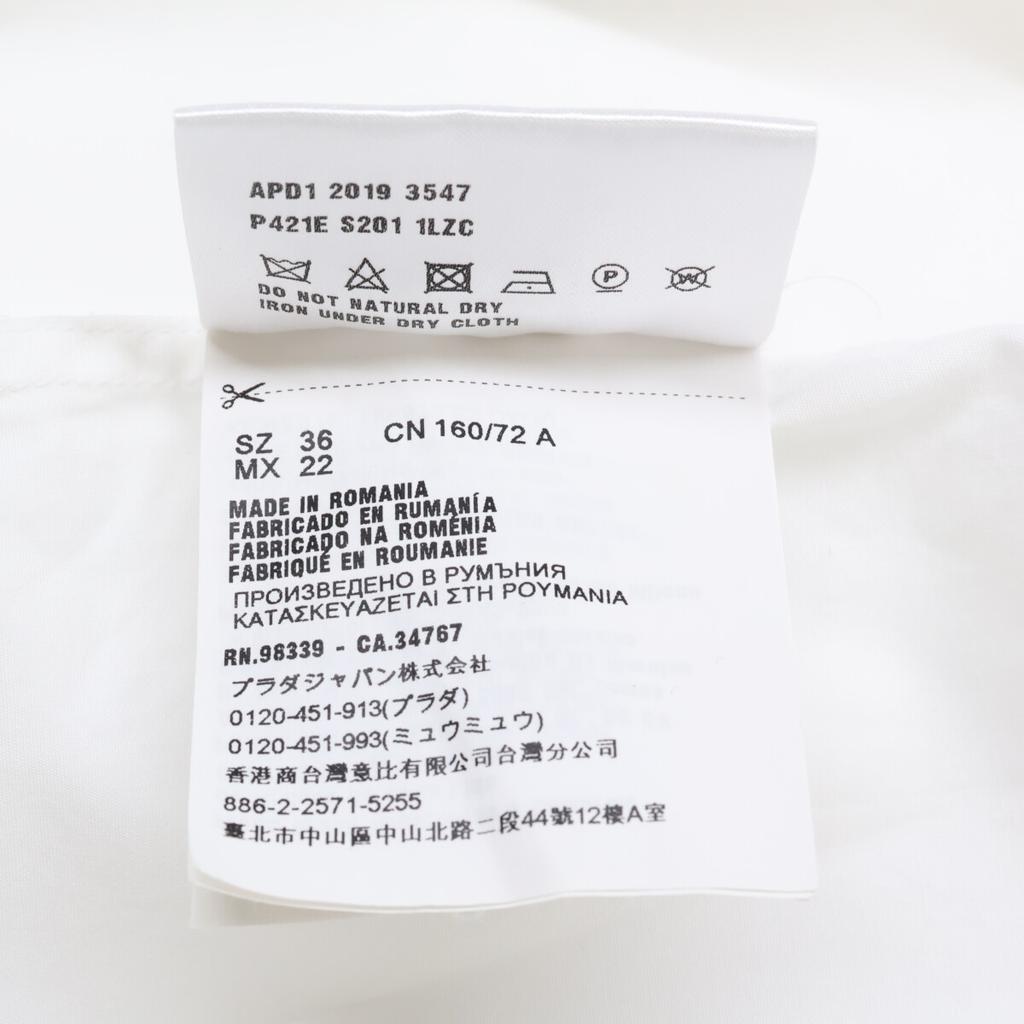 APD1 2019 3547
P421E S201 1LZC
P
W
DO NOT NATURAL DRY
IRON UNDER DRY CLOTH
SZ 36 CN 160/72 A
MX 22
MADE IN ROMANIA
FABRICADO EN RUMANÍA
FABRICADO NA ROMÉNIA
FABRIQUÉ EN ROUMANIE
ПРОИЗВЕДЕНО В РУМЪНИЯ
ΚΑΤΑΣΚΕΥΑΖΕΤΑΙ ΣΤΗ ΡΟΥΜΑΝΙΑ
RN.98339 - CA.34767
プラダジャパン株式会社
0120-451-913(プラダ)
0120-451-993(ミュウミュウ)
香港商台灣意比有限公司台灣分公司
886-2-2571-5255
臺北市中山區中山北路二段44號12樓A室